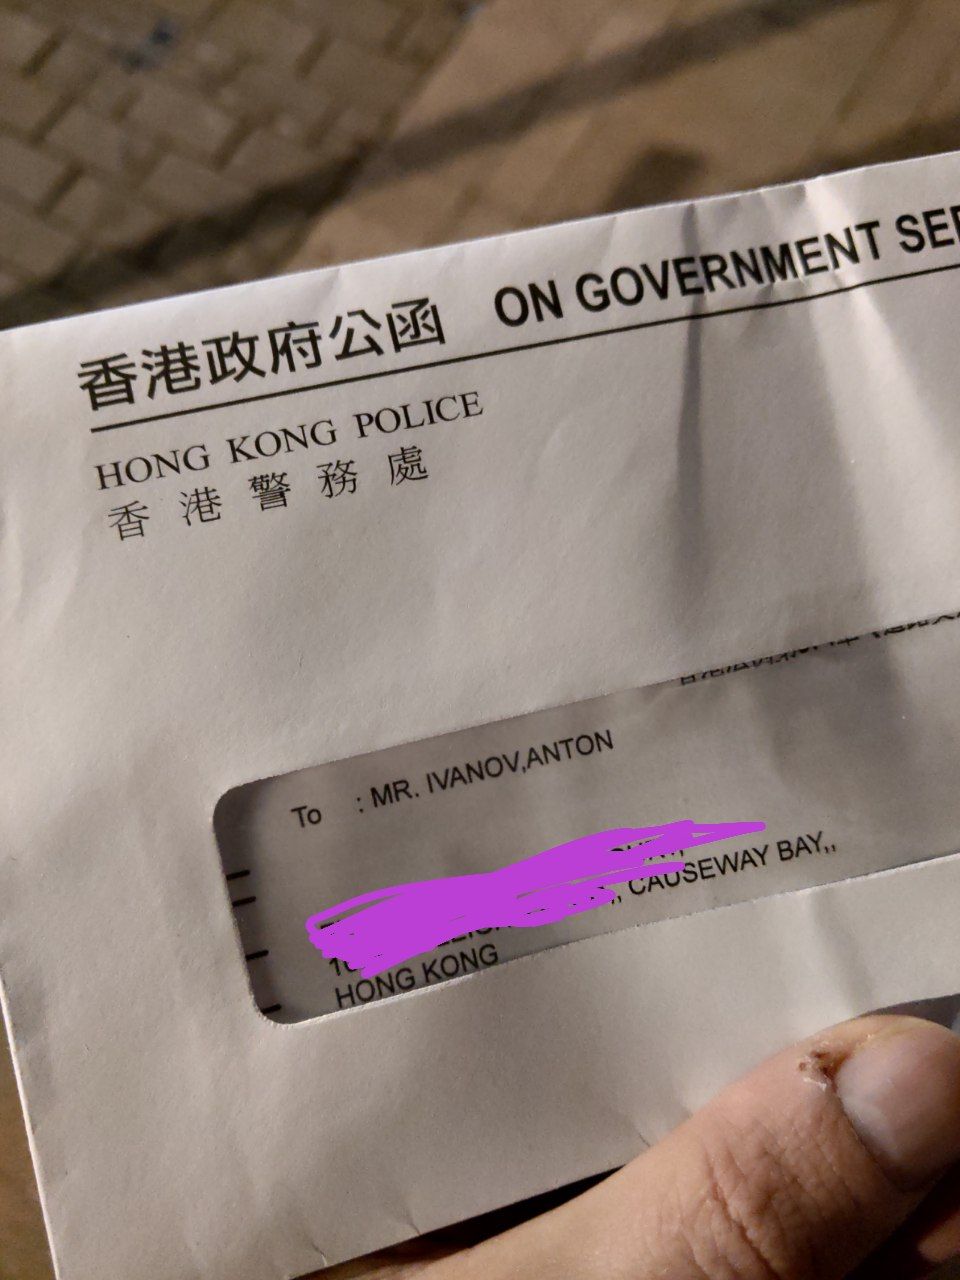 香港政府公函 ON GOVERNMENT
HONG KONG POLICE
香港警務處
To : MR. IVANOV,ANTON
CAUSEWAY BAY,,
HONG KONG